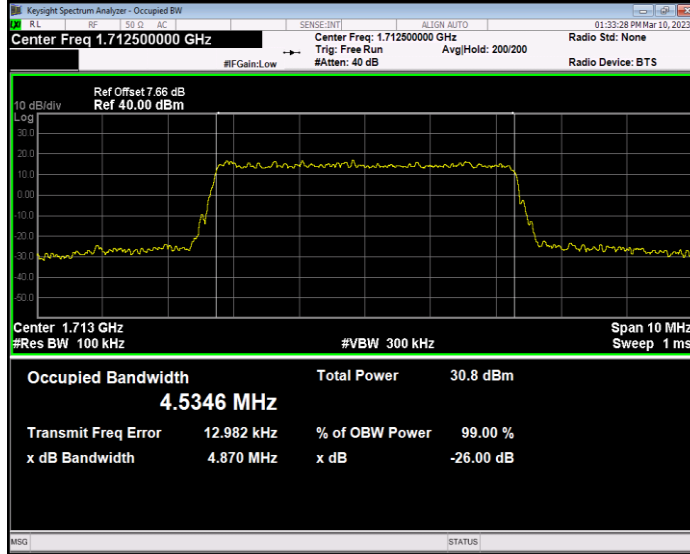 Keysight Spectrum Analyzer - Occupied BW
RL RF 50 Ω AC SENSE:INT ALIGN AUTO 01:33:28 PM Mar 10, 2023
Center Freq 1.712500000 GHz Center Freq: 1.712500000 GHz Radio Std: None
Trig: Free Run Avg|Hold: 200/200
#IFGain:Low #Atten: 40 dB Radio Device: BTS
Ref Offset 7.66 dB
10 dB/div Ref 40.00 dBm
Log
30.0
20.0
10.0
0.00
-10.0
-20.0
-30.0
-40.0
-50.0
Center 1.713 GHz Span 10 MHz
#Res BW 100 kHz #VBW 300 kHz Sweep 1 ms
Occupied Bandwidth Total Power 30.8 dBm
4.5346 MHz
Transmit Freq Error 12.982 kHz % of OBW Power 99.00 %
x dB Bandwidth 4.870 MHz x dB -26.00 dB
MSG STATUS